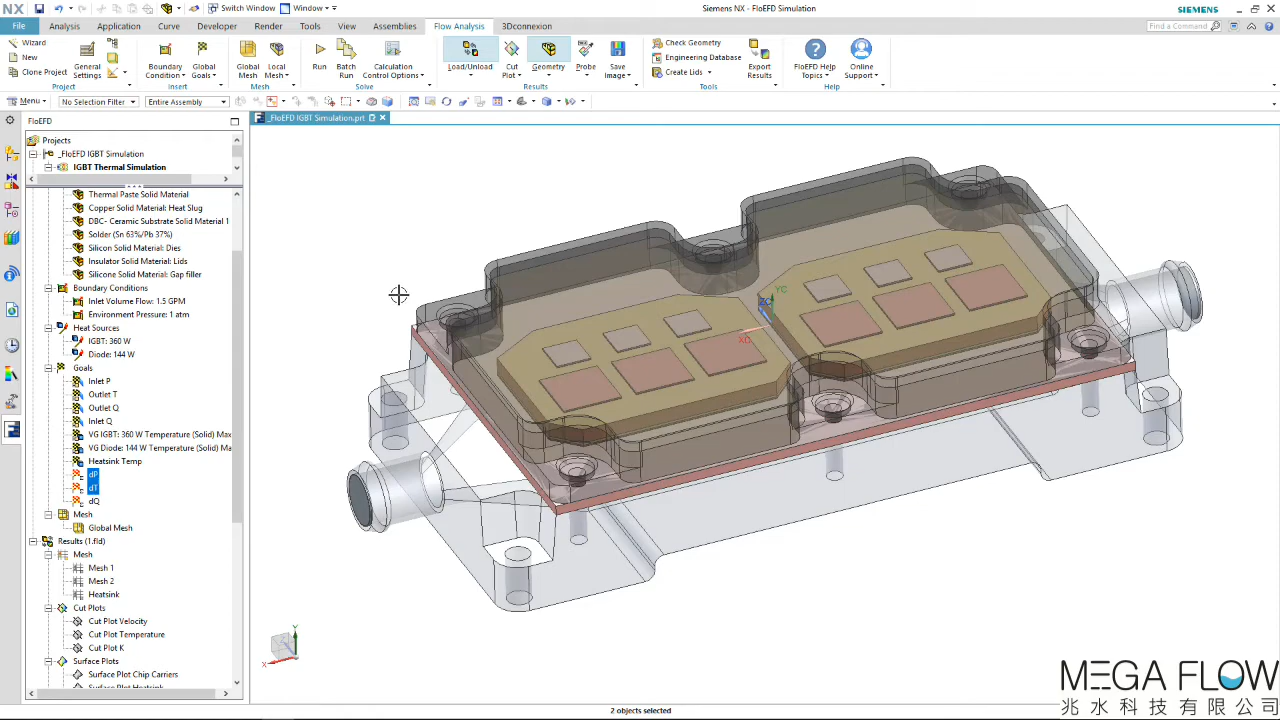 NX Switch Window Window Siemens NX - FloEFD Simulation SIEMENS
File Analysis Application Curve Developer Render Tools View Assemblies Flow Analysis 3Dconnexion Find a Command
Wizard
New
Clone Project
General Settings
Project
Boundary Condition
Global Goals
Insert
Global Mesh
Local Mesh
Mesh
Run
Batch Run
Calculation Control Options
Solve
Load/Unload
Cut Plot
Geometry
Probe
Save Image
Results
Check Geometry
Engineering Database
Create Lids
Export Results
Tools
FloEFD Help Topics
Online Support
Help
Menu No Selection Filter Entire Assembly
FloEFD
_FloEFD IGBT Simulation.prt
Projects
_FloEFD IGBT Simulation
IGBT Thermal Simulation
Thermal Paste Solid Material
Copper Solid Material: Heat Slug
DBC- Ceramic Substrate Solid Material 1
Solder (Sn 63%/Pb 37%)
Silicon Solid Material: Dies
Insulator Solid Material: Lids
Silicone Solid Material: Gap filler
Boundary Conditions
Inlet Volume Flow: 1.5 GPM
Environment Pressure: 1 atm
Heat Sources
IGBT: 360 W
Diode: 144 W
Goals
Inlet P
Outlet T
Outlet Q
Inlet Q
VG IGBT: 360 W Temperature (Solid) Max
VG Diode: 144 W Temperature (Solid) Ma
Heatsink Temp
dP
dT
dQ
Mesh
Global Mesh
Results (1.fld)
Mesh
Mesh 1
Mesh 2
Heatsink
Cut Plots
Cut Plot Velocity
Cut Plot Temperature
Cut Plot K
Surface Plots
Surface Plot Chip Carriers
Surface Plot Heatsink
YC
ZC
XC
Y
X
MEGA FLOW
兆水科技有限公司
2 objects selected